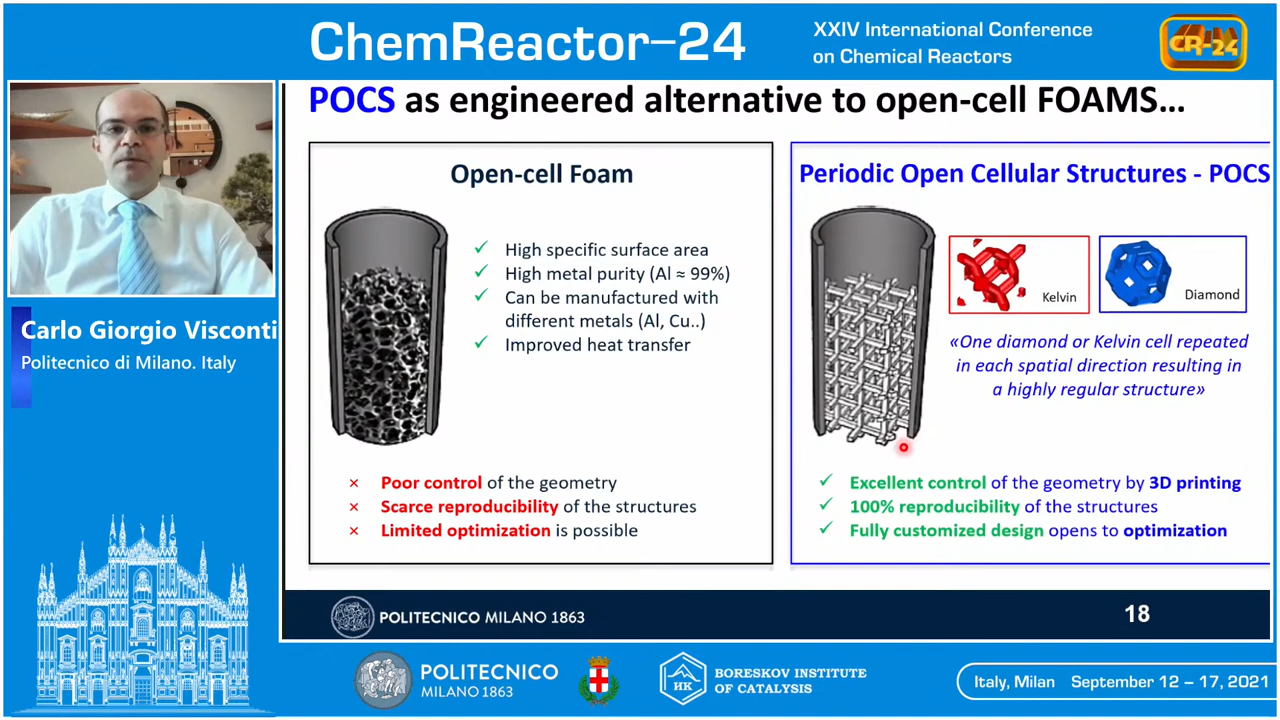 ChemReactor–24
XXIV International Conference
on Chemical Reactors
CR-24
POCS as engineered alternative to open-cell FOAMS...
Carlo Giorgio Visconti
Politecnico di Milano. Italy
Open-cell Foam
✓ High specific surface area
✓ High metal purity (Al ≈ 99%)
✓ Can be manufactured with
different metals (Al, Cu..)
✓ Improved heat transfer
× Poor control of the geometry
× Scarce reproducibility of the structures
× Limited optimization is possible
Periodic Open Cellular Structures - POCS
Kelvin
Diamond
«One diamond or Kelvin cell repeated
in each spatial direction resulting in
a highly regular structure»
✓ Excellent control of the geometry by 3D printing
✓ 100% reproducibility of the structures
✓ Fully customized design opens to optimization
POLITECNICO MILANO 1863
18
POLITECNICO
MILANO 1863
HK
BORESKOV INSTITUTE
OF CATALYSIS
Italy, Milan September 12 – 17, 2021